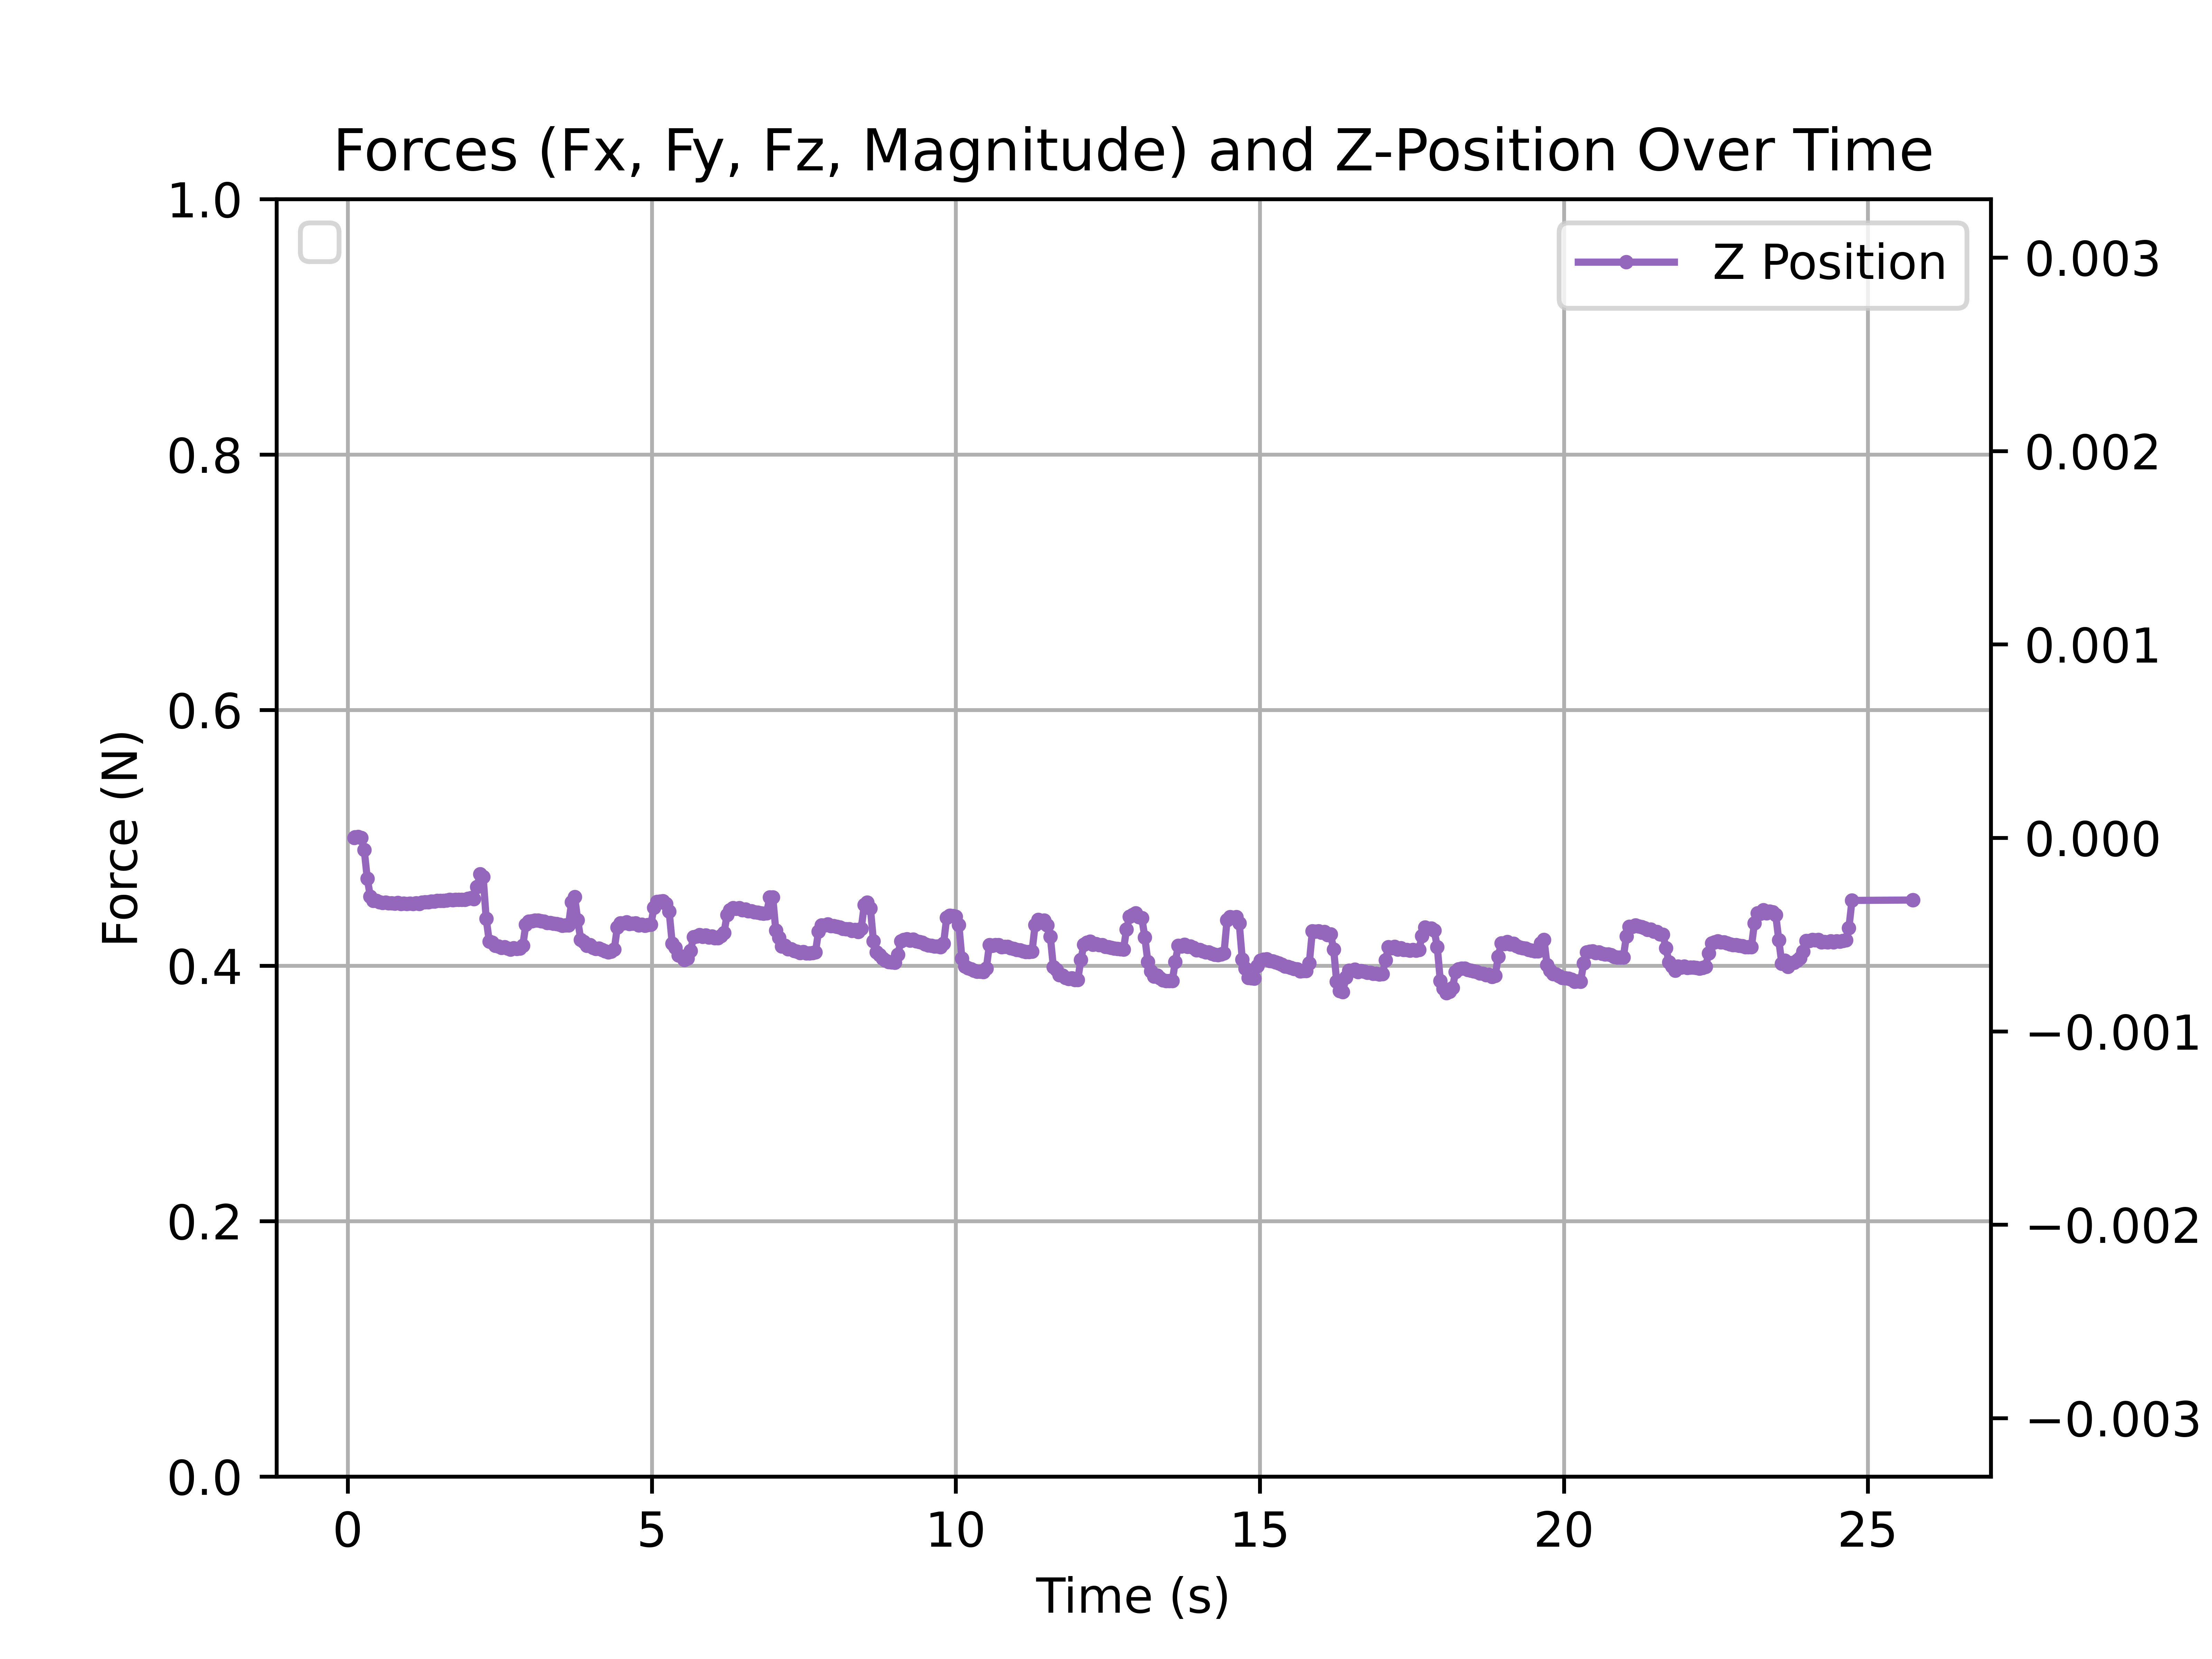 Forces (Fx, Fy, Fz, Magnitude) and Z-Position Over Time
Z Position
1.0
0.8
0.6
0.4
0.2
0.0
Force (N)
0.003
0.002
0.001
0.000
−0.001
−0.002
−0.003
0 5 10 15 20 25
Time (s)